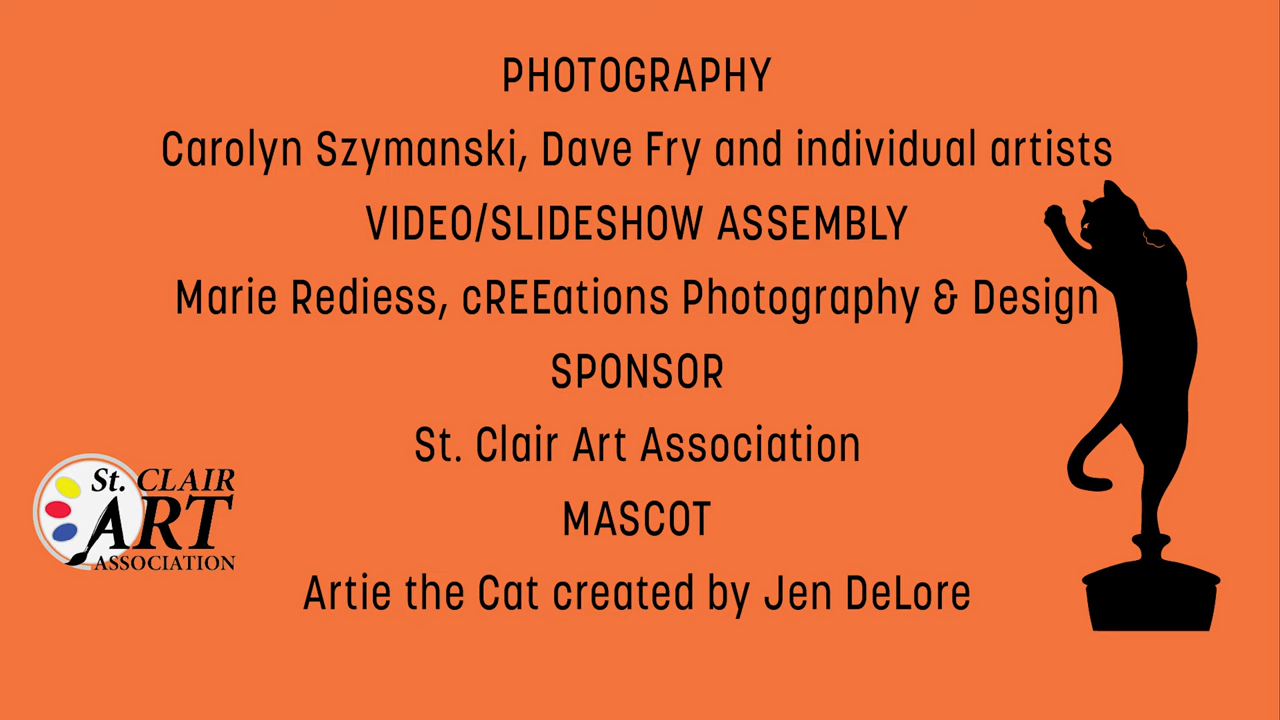 PHOTOGRAPHY
Carolyn Szymanski, Dave Fry and individual artists
VIDEO/SLIDESHOW ASSEMBLY
Marie Rediess, cREEations Photography & Design
SPONSOR
St. Clair Art Association
MASCOT
Artie the Cat created by Jen DeLore
St. CLAIR
ART
ASSOCIATION